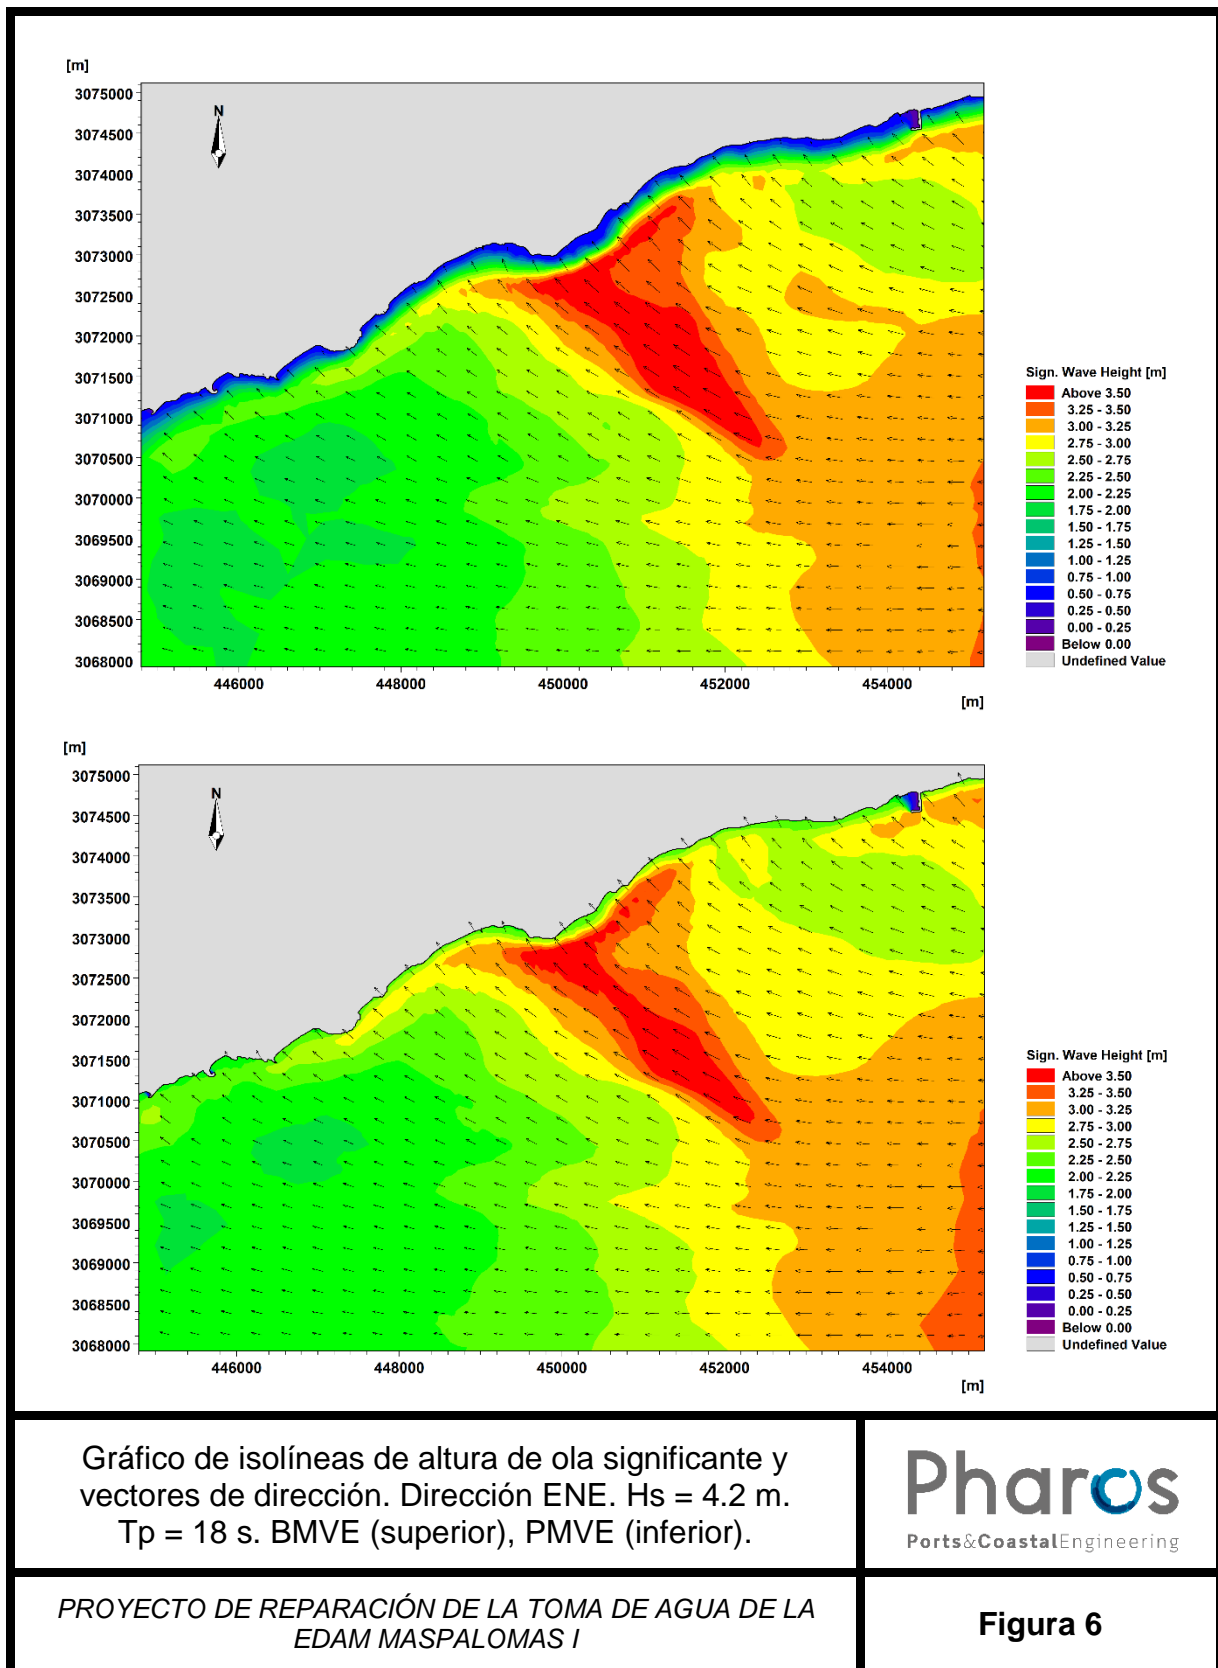 [m]
3075000
3074500
3074000
3073500
3073000
3072500
3072000
3071500
3071000
3070500
3070000
3069500
3069000
3068500
3068000
N
446000 448000 450000 452000 454000
[m]
Sign. Wave Height [m]
Above 3.50
3.25 - 3.50
3.00 - 3.25
2.75 - 3.00
2.50 - 2.75
2.25 - 2.50
2.00 - 2.25
1.75 - 2.00
1.50 - 1.75
1.25 - 1.50
1.00 - 1.25
0.75 - 1.00
0.50 - 0.75
0.25 - 0.50
0.00 - 0.25
Below 0.00
Undefined Value
[m]
3075000
3074500
3074000
3073500
3073000
3072500
3072000
3071500
3071000
3070500
3070000
3069500
3069000
3068500
3068000
N
446000 448000 450000 452000 454000
[m]
Sign. Wave Height [m]
Above 3.50
3.25 - 3.50
3.00 - 3.25
2.75 - 3.00
2.50 - 2.75
2.25 - 2.50
2.00 - 2.25
1.75 - 2.00
1.50 - 1.75
1.25 - 1.50
1.00 - 1.25
0.75 - 1.00
0.50 - 0.75
0.25 - 0.50
0.00 - 0.25
Below 0.00
Undefined Value
Gráfico de isolíneas de altura de ola significante y
vectores de dirección. Dirección ENE. Hs = 4.2 m.
Tp = 18 s. BMVE (superior), PMVE (inferior).
Pharos
Ports&CoastalEngineering
PROYECTO DE REPARACIÓN DE LA TOMA DE AGUA DE LA
EDAM MASPALOMAS I
Figura 6